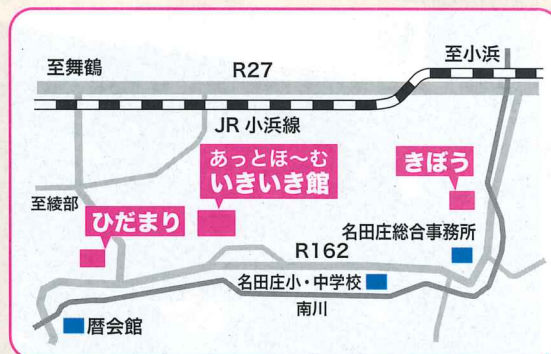 至舞鶴
R27
至小浜
JR 小浜線
あっとほ〜む
いきいき館
きぼう
至綾部
ひだまり
名田庄総合事務所
R162
名田庄小・中学校
南川
暦会館